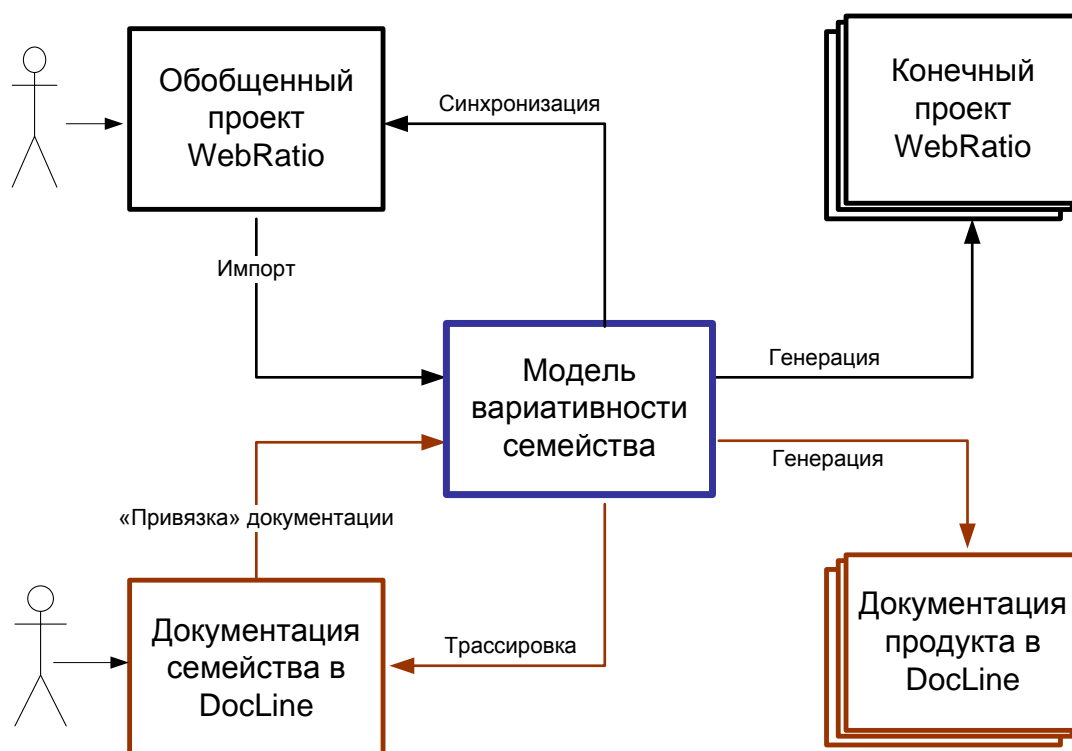 Обобщенный
проект
WebRatio
Синхронизация
Конечный
проект
WebRatio
Импорт
Модель
вариативности
семейства
Генерация
Генерация
«Привязка» документации
Документация
семейства в
DocLine
Трассировка
Документация
продукта в
DocLine